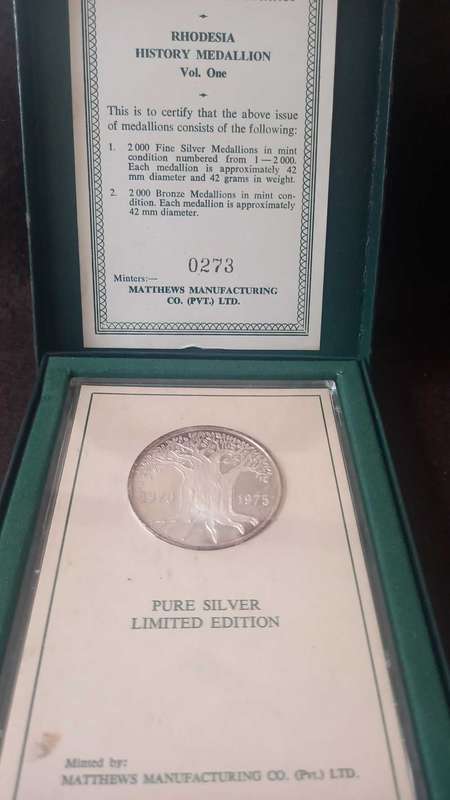 RHODESIA
HISTORY MEDALLION
Vol. One
This is to certify that the above issue
of medallions consists of the following:
1. 2 000 Fine Silver Medallions in mint
condition numbered from 1 — 2 000.
Each medallion is approximately 42
mm diameter and 42 grams in weight.
2. 2 000 Bronze Medallions in mint con-
dition. Each medallion is approximately
42 mm diameter.
0273
Minters:—
MATTHEWS MANUFACTURING
CO. (PVT.) LTD.
1975
PURE SILVER
LIMITED EDITION
Minted by:
MATTHEWS MANUFACTURING CO. (Pvt.) LTD.